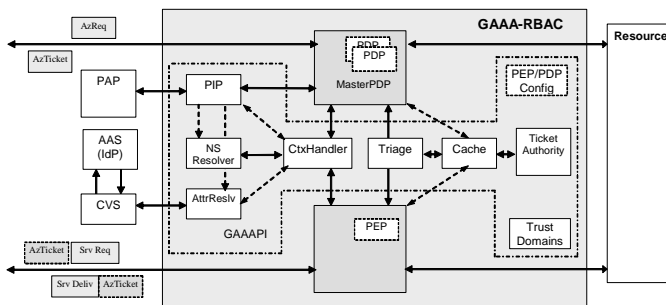 GAAA-RBAC
AzReq
Resource
PDP
PDP
AzTicket
MasterPDP
PEP/PDP
Config
PAP
PIP
AAS
(IdP)
NS
Resolver
CtxHandler
Triage
Cache
Ticket
Authority
AttrReslv
CVS
GAAAPI
PEP
Trust
Domains
AzTicket
Srv Req
Srv Deliv
AzTicket